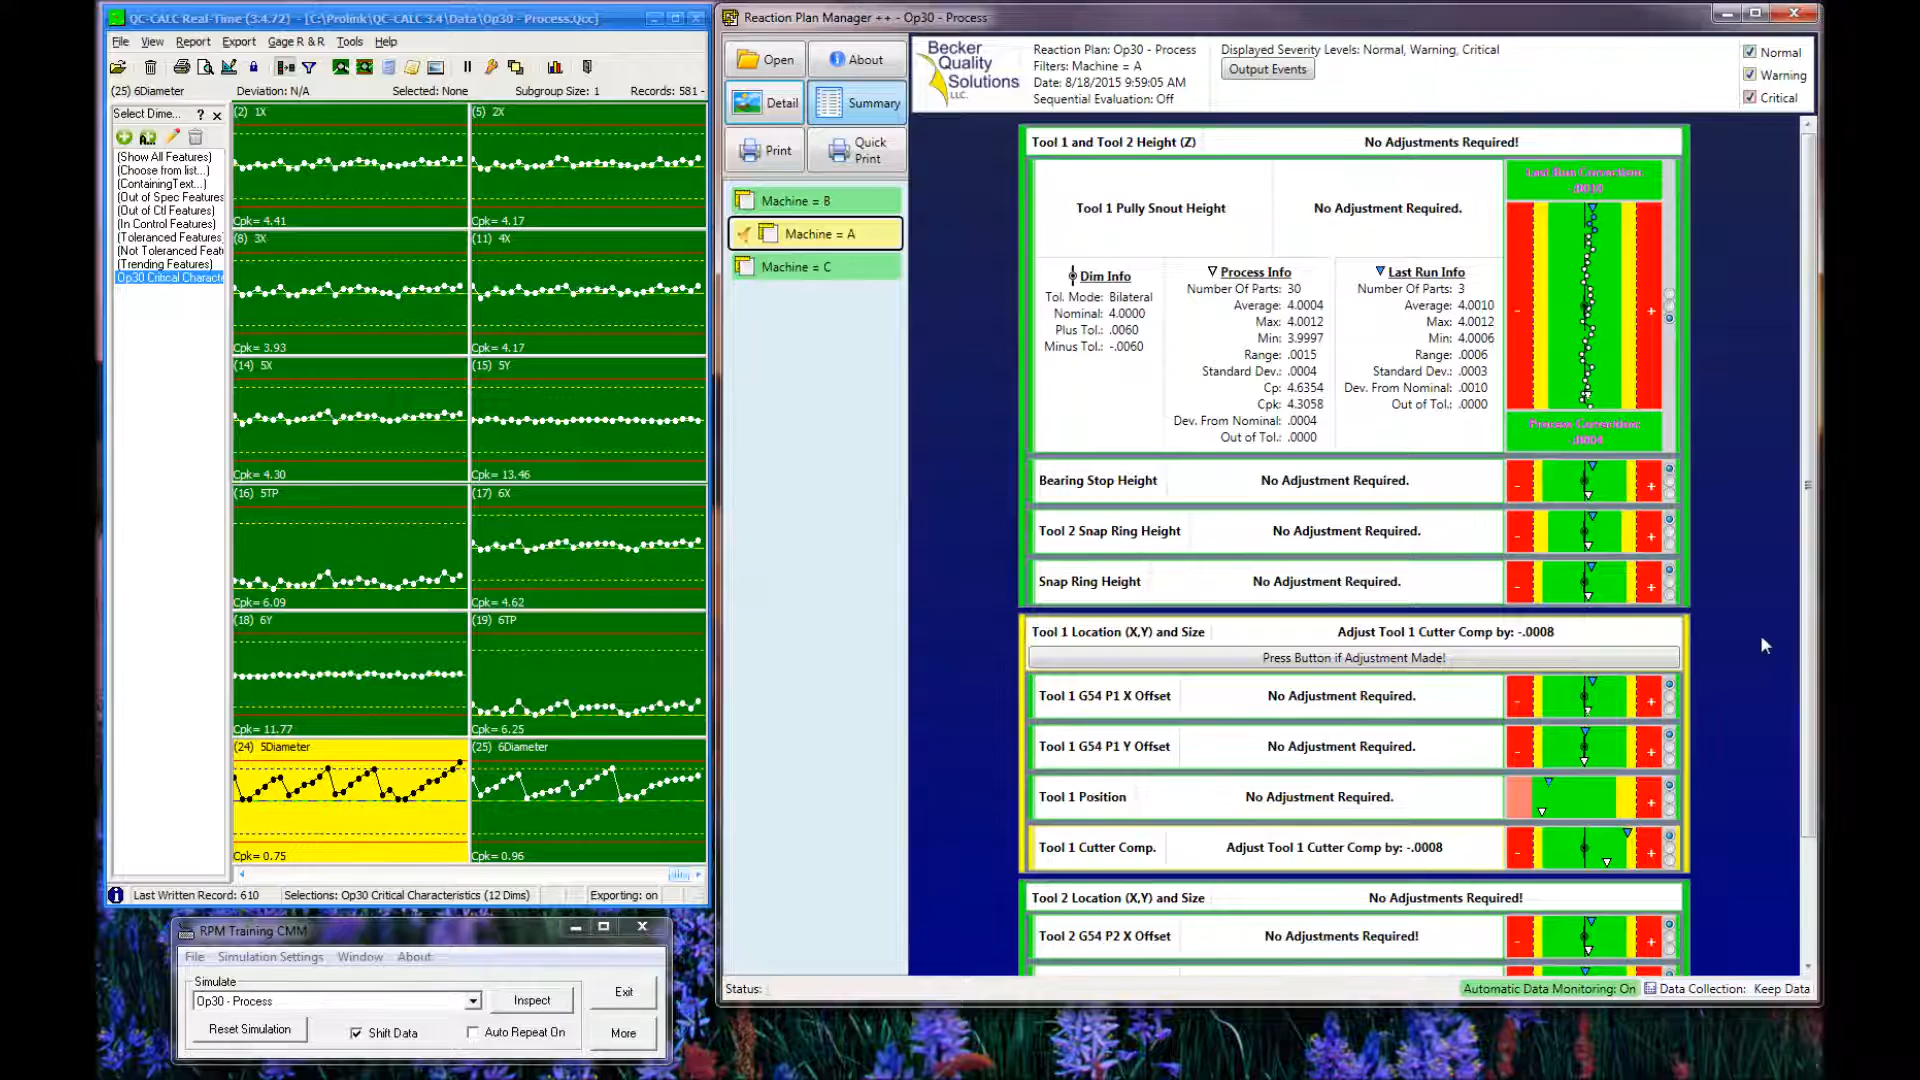 QC-CALC Real-Time (3.4.72) - [C:\Prolink\QC-CALC 3.4\Data\Op30 - Process.Qcc]
File View Report Export Gage R & R Tools Help
(25) 6Diameter Deviation: N/A Selected: None Subgroup Size: 1 Records: 581 -
Select Dime... ? x
(Show All Features)
(Choose from list...)
(ContainingText...)
(Out of Spec Features
(Out of Ctl Features)
(In Control Features)
(Toleranced Features
(Not Toleranced Feat
(Trending Features)
Op30 Critical Characte
(2) 1X
Cpk= 4.41
(5) 2X
Cpk= 4.17
(8) 3X
Cpk= 3.93
(11) 4X
Cpk= 4.17
(14) 5X
Cpk= 4.30
(15) 5Y
Cpk= 13.46
(16) 5TP
Cpk= 6.09
(17) 6X
Cpk= 4.62
(18) 6Y
Cpk= 11.77
(19) 6TP
Cpk= 6.25
(24) 5Diameter
Cpk= 0.75
(25) 6Diameter
Cpk= 0.96
Last Written Record: 610 Selections: Op30 Critical Characteristics (12 Dims) Exporting: on
RPM Training CMM
File Simulation Settings Window About
Simulate
Op30 - Process
Inspect
Exit
Reset Simulation
Shift Data
Auto Repeat On
More
Reaction Plan Manager ++ - Op30 - Process
Open About
Detail Summary
Print Quick Print
Machine = B
Machine = A
Machine = C
Becker Quality Solutions LLC.
Reaction Plan: Op30 - Process
Filters: Machine = A
Date: 8/18/2015 9:59:05 AM
Sequential Evaluation: Off
Displayed Severity Levels: Normal, Warning, Critical
Output Events
Normal
Warning
Critical
Tool 1 and Tool 2 Height (Z) No Adjustments Required!
Tool 1 Pully Snout Height No Adjustment Required.
Last Run Correction:
-.0010
Dim Info
Tol. Mode: Bilateral
Nominal: 4.0000
Plus Tol.: .0060
Minus Tol.: -.0060
Process Info
Number Of Parts: 30
Average: 4.0004
Max: 4.0012
Min: 3.9997
Range: .0015
Standard Dev.: .0004
Cp: 4.6354
Cpk: 4.3058
Dev. From Nominal: .0004
Out of Tol.: .0000
Last Run Info
Number Of Parts: 3
Average: 4.0010
Max: 4.0012
Min: 4.0006
Range: .0006
Standard Dev.: .0003
Dev. From Nominal: .0010
Out of Tol.: .0000
- +
Process Correction:
-.0004
Bearing Stop Height No Adjustment Required. - +
Tool 2 Snap Ring Height No Adjustment Required. - +
Snap Ring Height No Adjustment Required. - +
Tool 1 Location (X,Y) and Size Adjust Tool 1 Cutter Comp by: -.0008
Press Button if Adjustment Made!
Tool 1 G54 P1 X Offset No Adjustment Required. - +
Tool 1 G54 P1 Y Offset No Adjustment Required. - +
Tool 1 Position No Adjustment Required. +
Tool 1 Cutter Comp. Adjust Tool 1 Cutter Comp by: -.0008 - +
Tool 2 Location (X,Y) and Size No Adjustments Required!
Tool 2 G54 P2 X Offset No Adjustments Required! - +
Status: Automatic Data Monitoring: On Data Collection: Keep Data